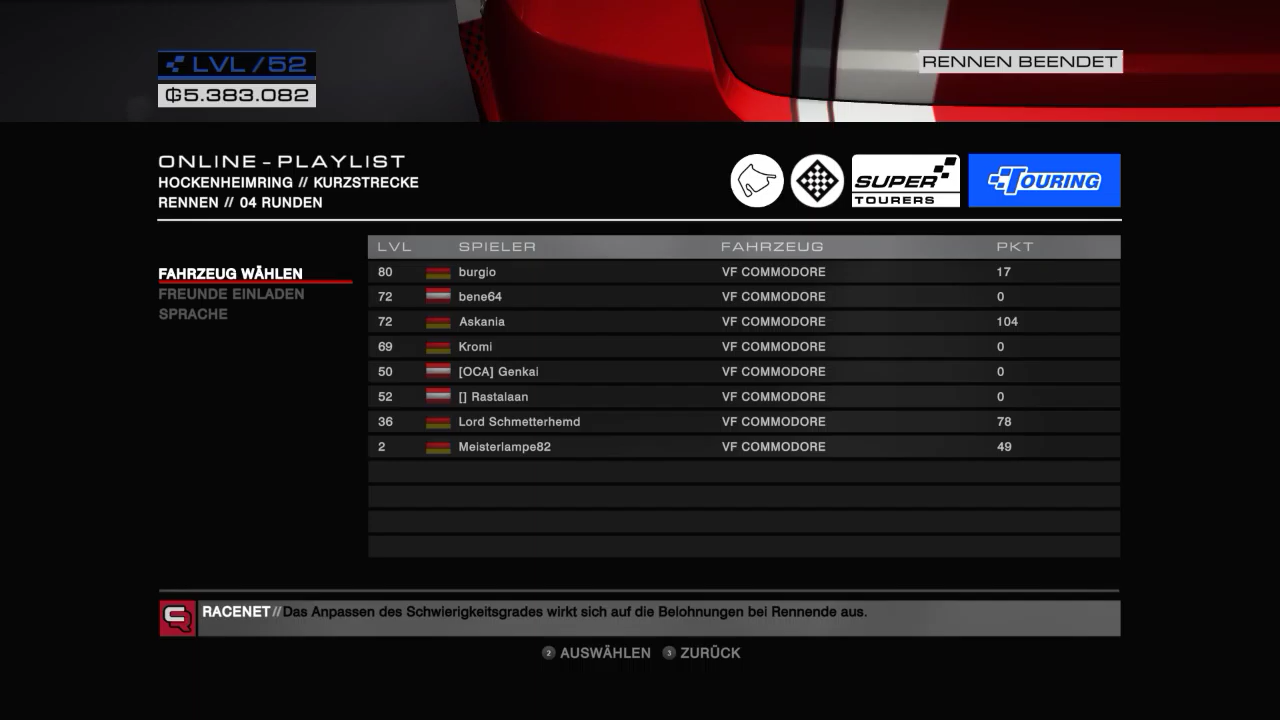 LVL /52
5.383.082
RENNEN BEENDET
ONLINE - PLAYLIST
HOCKENHEIMRING // KURZSTRECKE
RENNEN // 04 RUNDEN
SUPER TOURERS
TOURING
FAHRZEUG WÄHLEN
FREUNDE EINLADEN
SPRACHE
LVL SPIELER FAHRZEUG PKT
80 burgio VF COMMODORE 17
72 bene64 VF COMMODORE 0
72 Askania VF COMMODORE 104
69 Kromi VF COMMODORE 0
50 [OCA] Genkai VF COMMODORE 0
52 [] Rastalaan VF COMMODORE 0
36 Lord Schmetterhemd VF COMMODORE 78
2 Meisterlampe82 VF COMMODORE 49
RACENET // Das Anpassen des Schwierigkeitsgrades wirkt sich auf die Belohnungen bei Rennende aus.
2 AUSWÄHLEN 3 ZURÜCK